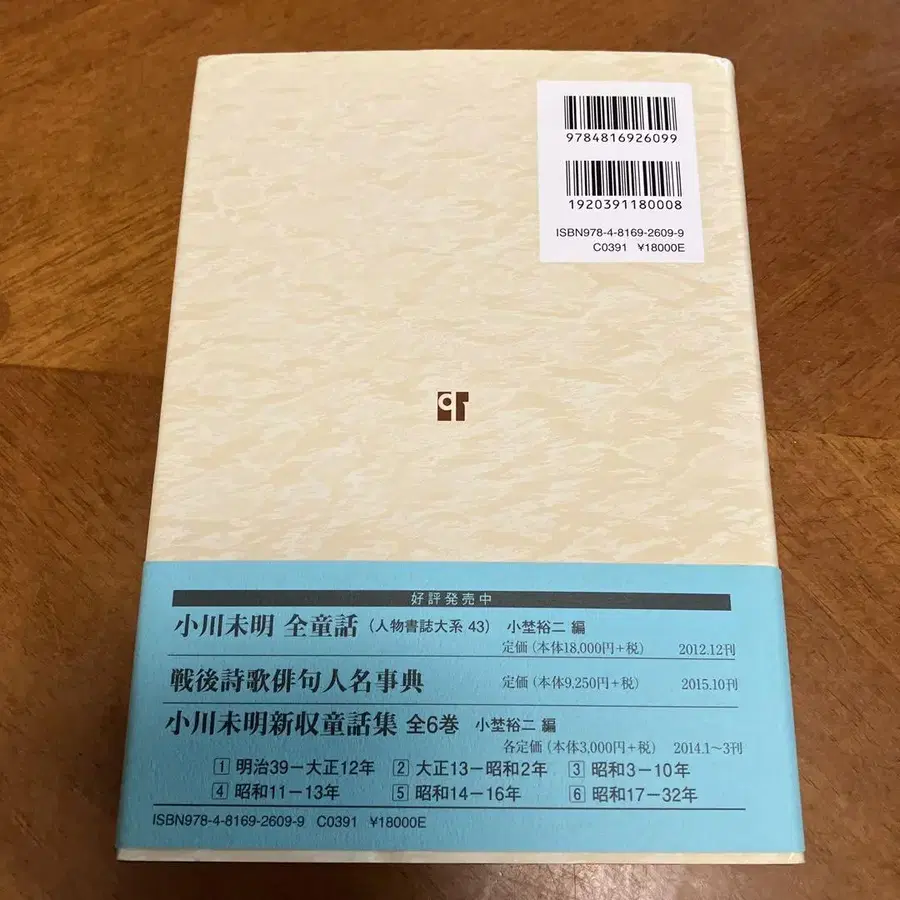 9784816926099
1920391180008
ISBN978-4-8169-2609-9
C0391 ¥18000E
好評発売中
小川未明 全童話（人物書誌大系 43） 小埜裕二 編
定価（本体18,000円＋税） 2012.12刊
戦後詩歌俳句人名事典 定価（本体9,250円＋税） 2015.10刊
小川未明新収童話集 全6巻 小埜裕二 編
各定価（本体3,000円＋税） 2014.1～3刊
1 明治39－大正12年 2 大正13－昭和2年 3 昭和3－10年
4 昭和11－13年 5 昭和14－16年 6 昭和17－32年
ISBN978-4-8169-2609-9 C0391 ¥18000E